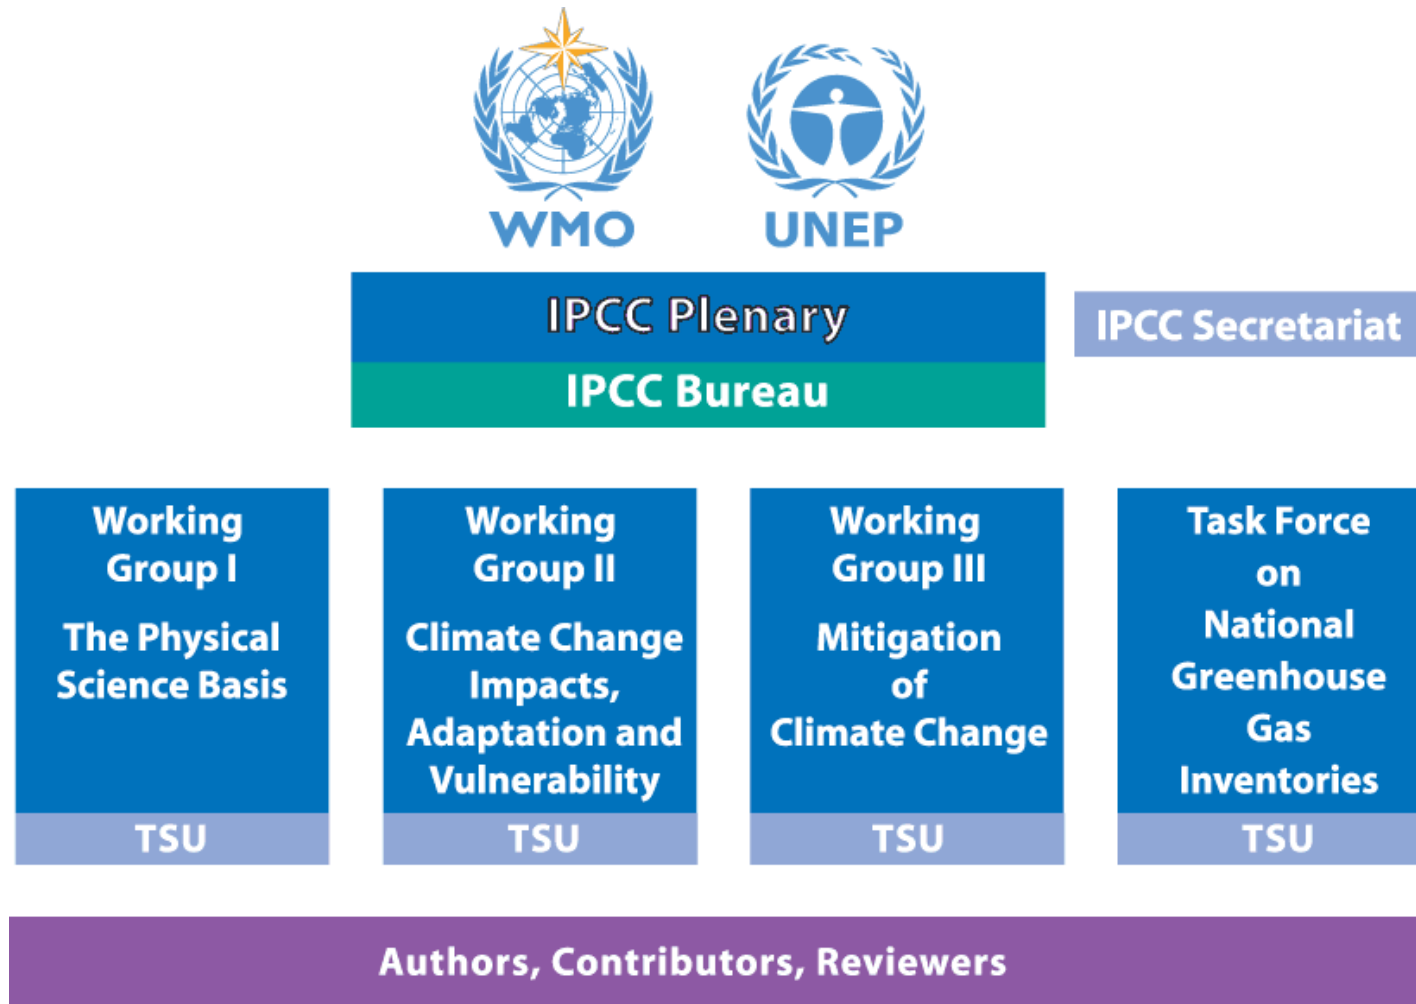 WMO
UNEP
IPCC Plenary
IPCC Secretariat
IPCC Bureau
Working
Group I
The Physical
Science Basis
TSU
Working
Group II
Climate Change
Impacts,
Adaptation and
Vulnerability
TSU
Working
Group III
Mitigation
of
Climate Change
TSU
Task Force
on
National
Greenhouse
Gas
Inventories
TSU
Authors, Contributors, Reviewers